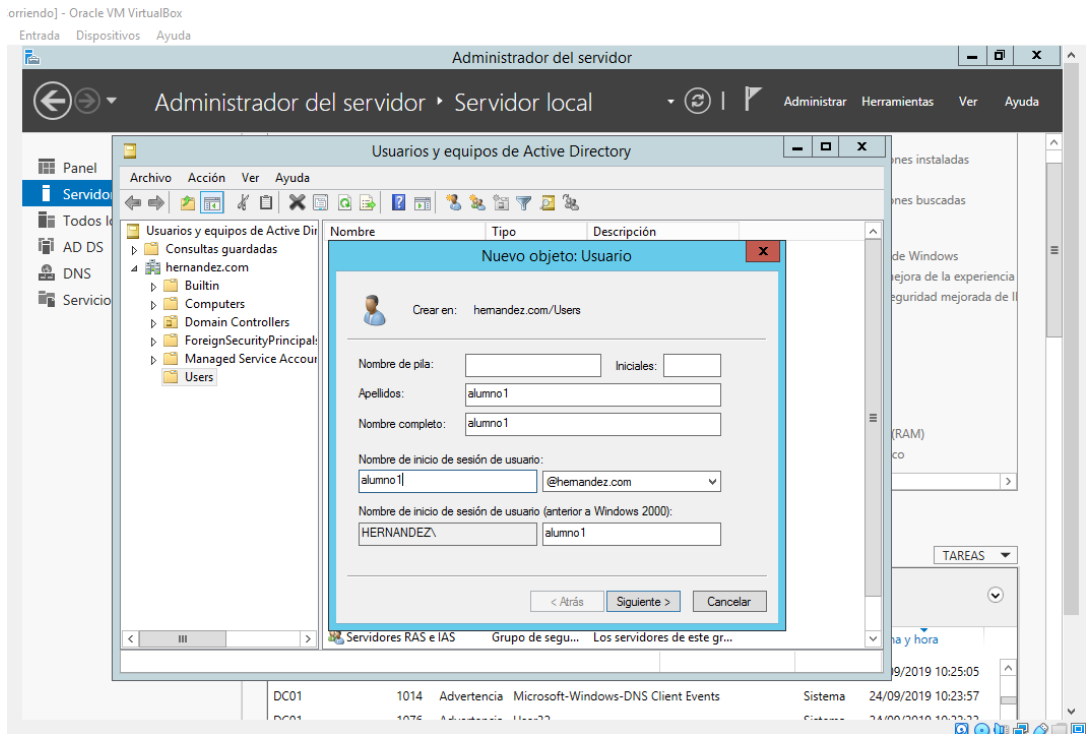 orriendo] - Oracle VM VirtualBox
Entrada Dispositivos Ayuda
Administrador del servidor
Administrador del servidor Servidor local
Administrar Herramientas Ver Ayuda
Panel
Servido
Todos l
AD DS
DNS
Servicio
Usuarios y equipos de Active Directory
Archivo Acción Ver Ayuda
Usuarios y equipos de Active Dir
Consultas guardadas
hernandez.com
Builtin
Computers
Domain Controllers
ForeignSecurityPrincipal
Managed Service Accour
Users
Nombre Tipo Descripción
Nuevo objeto: Usuario
Crear en: hernandez.com/Users
Nombre de pila: Iniciales:
Apellidos: alumno1
Nombre completo: alumno1
Nombre de inicio de sesión de usuario:
alumno1 @hernandez.com
Nombre de inicio de sesión de usuario (anterior a Windows 2000):
HERNANDEZ\ alumno1
< Atrás Siguiente > Cancelar
Servidores RAS e IAS Grupo de segu... Los servidores de este gr...
nes instaladas
nes buscadas
de Windows
ejora de la experiencia
eguridad mejorada de
(RAM)
co
TAREAS
a y hora
09/2019 10:25:05
DC01 1014 Advertencia Microsoft-Windows-DNS Client Events Sistema 24/09/2019 10:23:57